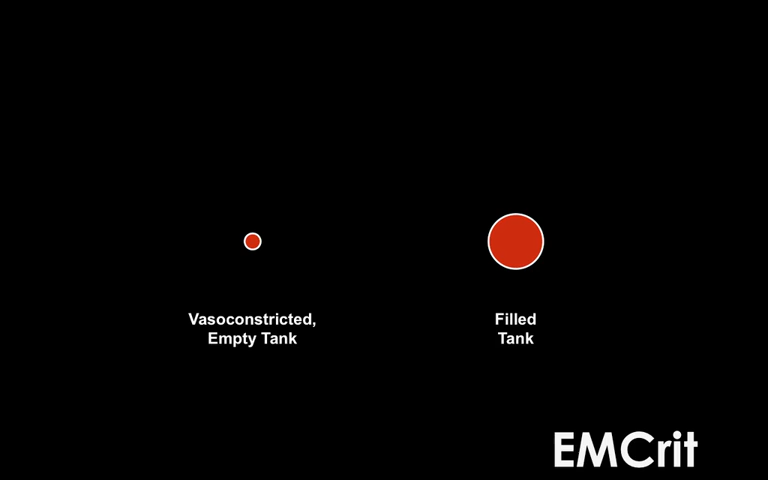 Vasoconstricted,
Empty Tank
Filled
Tank
EMCrit